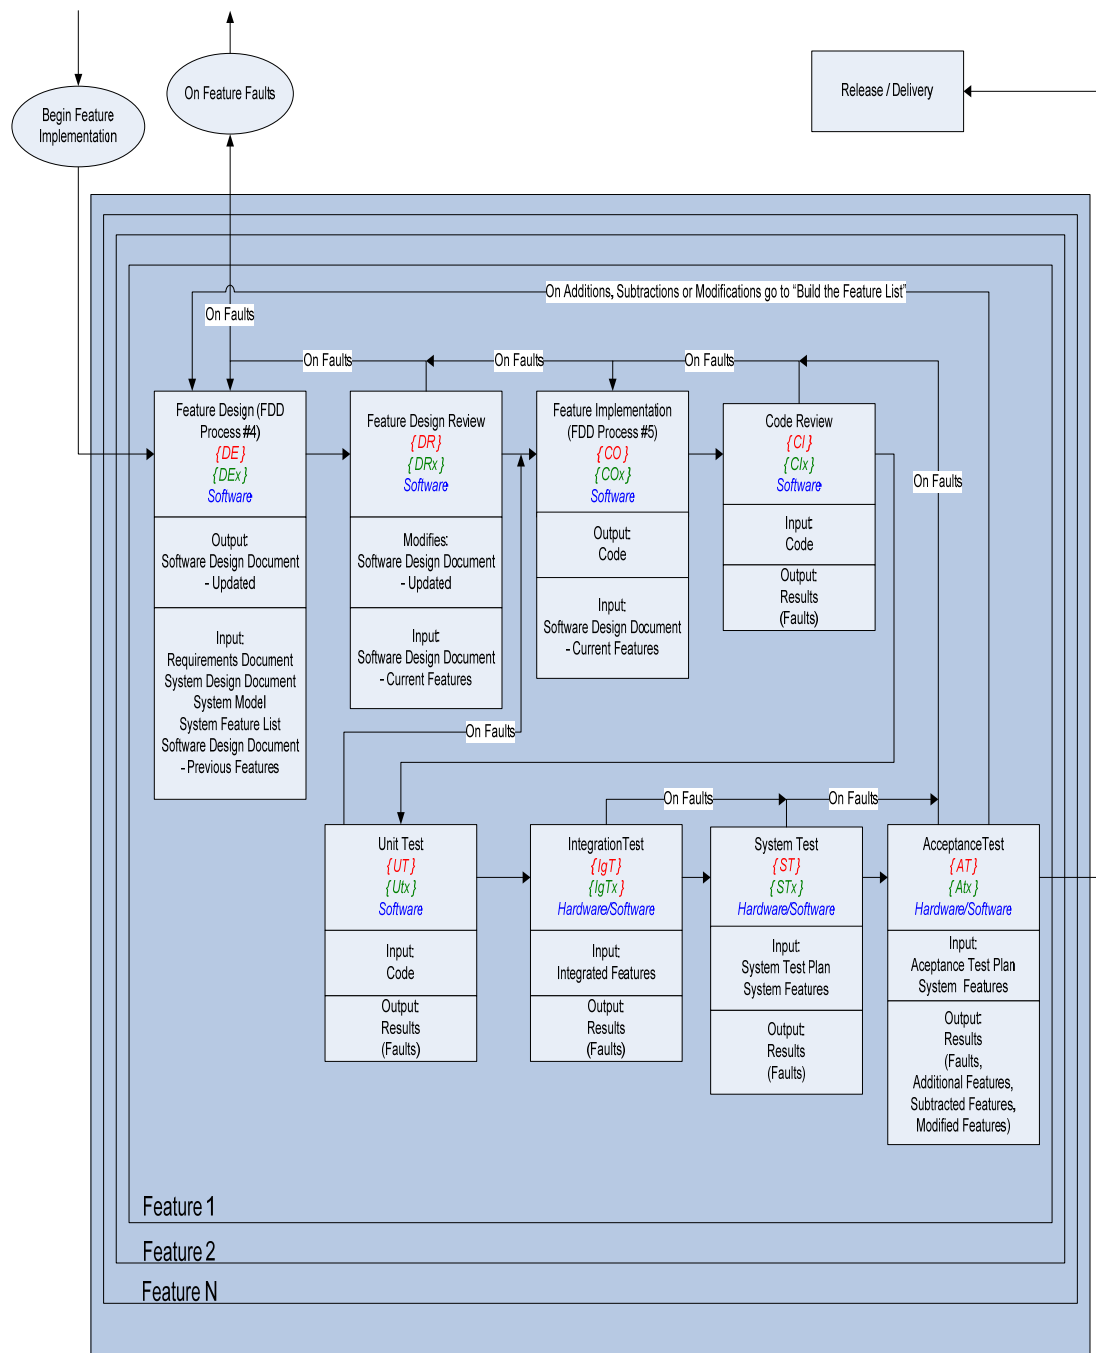 Begin Feature
Implementation
On Feature Faults
Release / Delivery
On Additions, Subtractions or Modifications go to “Build the Feature List”
On Faults
On Faults
On Faults
On Faults
Feature Design (FDD
Process #4)
{DE}
{DEx}
Software
Output:
Software Design Document
- Updated
Input:
Requirements Document
System Design Document
System Model
System Feature List
Software Design Document
- Previous Features
Feature Design Review
{DR}
{DRx}
Software
Modifies:
Software Design Document
- Updated
Input:
Software Design Document
- Current Features
Feature Implementation
(FDD Process #5)
{CO}
{COx}
Software
Output:
Code
Input:
Software Design Document
- Current Features
Code Review
{CI}
{CIx}
Software
Input:
Code
Output:
Results
(Faults)
On Faults
On Faults
On Faults
On Faults
Unit Test
{UT}
{Utx}
Software
Input:
Code
Output:
Results
(Faults)
IntegrationTest
{IgT}
{IgTx}
Hardware/Software
Input:
Integrated Features
Output:
Results
(Faults)
System Test
{ST}
{STx}
Hardware/Software
Input:
System Test Plan
System Features
Output:
Results
(Faults)
AcceptanceTest
{AT}
{Atx}
Hardware/Software
Input:
Aceptance Test Plan
System Features
Output:
Results
(Faults,
Additional Features,
Subtracted Features,
Modified Features)
Feature 1
Feature 2
Feature N